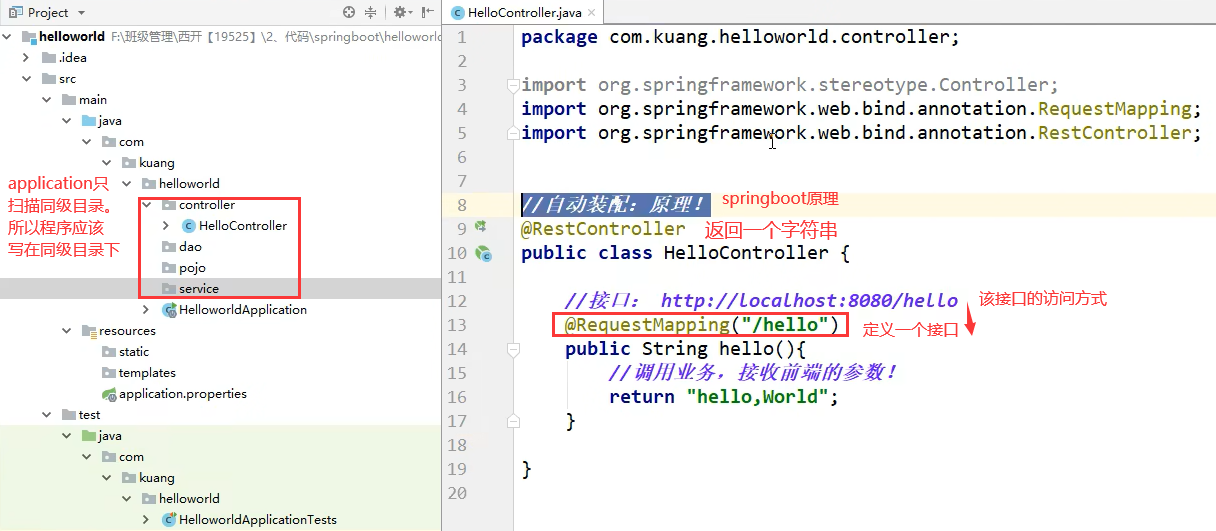 Project
helloworld F:\班级管理\西开【19525】\2、代码\springboot\helloworld
.idea
src
main
java
com
kuang
helloworld
controller
HelloController
dao
pojo
service
HelloworldApplication
resources
static
templates
application.properties
test
java
com
kuang
helloworld
HelloworldApplicationTests
application只
扫描同级目录。
所以程序应该
写在同级目录下
HelloController.java
1 package com.kuang.helloworld.controller;
2
3 import org.springframework.stereotype.Controller;
4 import org.springframework.web.bind.annotation.RequestMapping;
5 import org.springframework.web.bind.annotation.RestController;
6
7
8 //自动装配：原理！ springboot原理
9 @RestController 返回一个字符串
10 public class HelloController {
11
12 //接口： http://localhost:8080/hello 该接口的访问方式
13 @RequestMapping("/hello") 定义一个接口
14 public String hello(){
15 //调用业务，接收前端的参数！
16 return "hello,World";
17 }
18
19 }
20